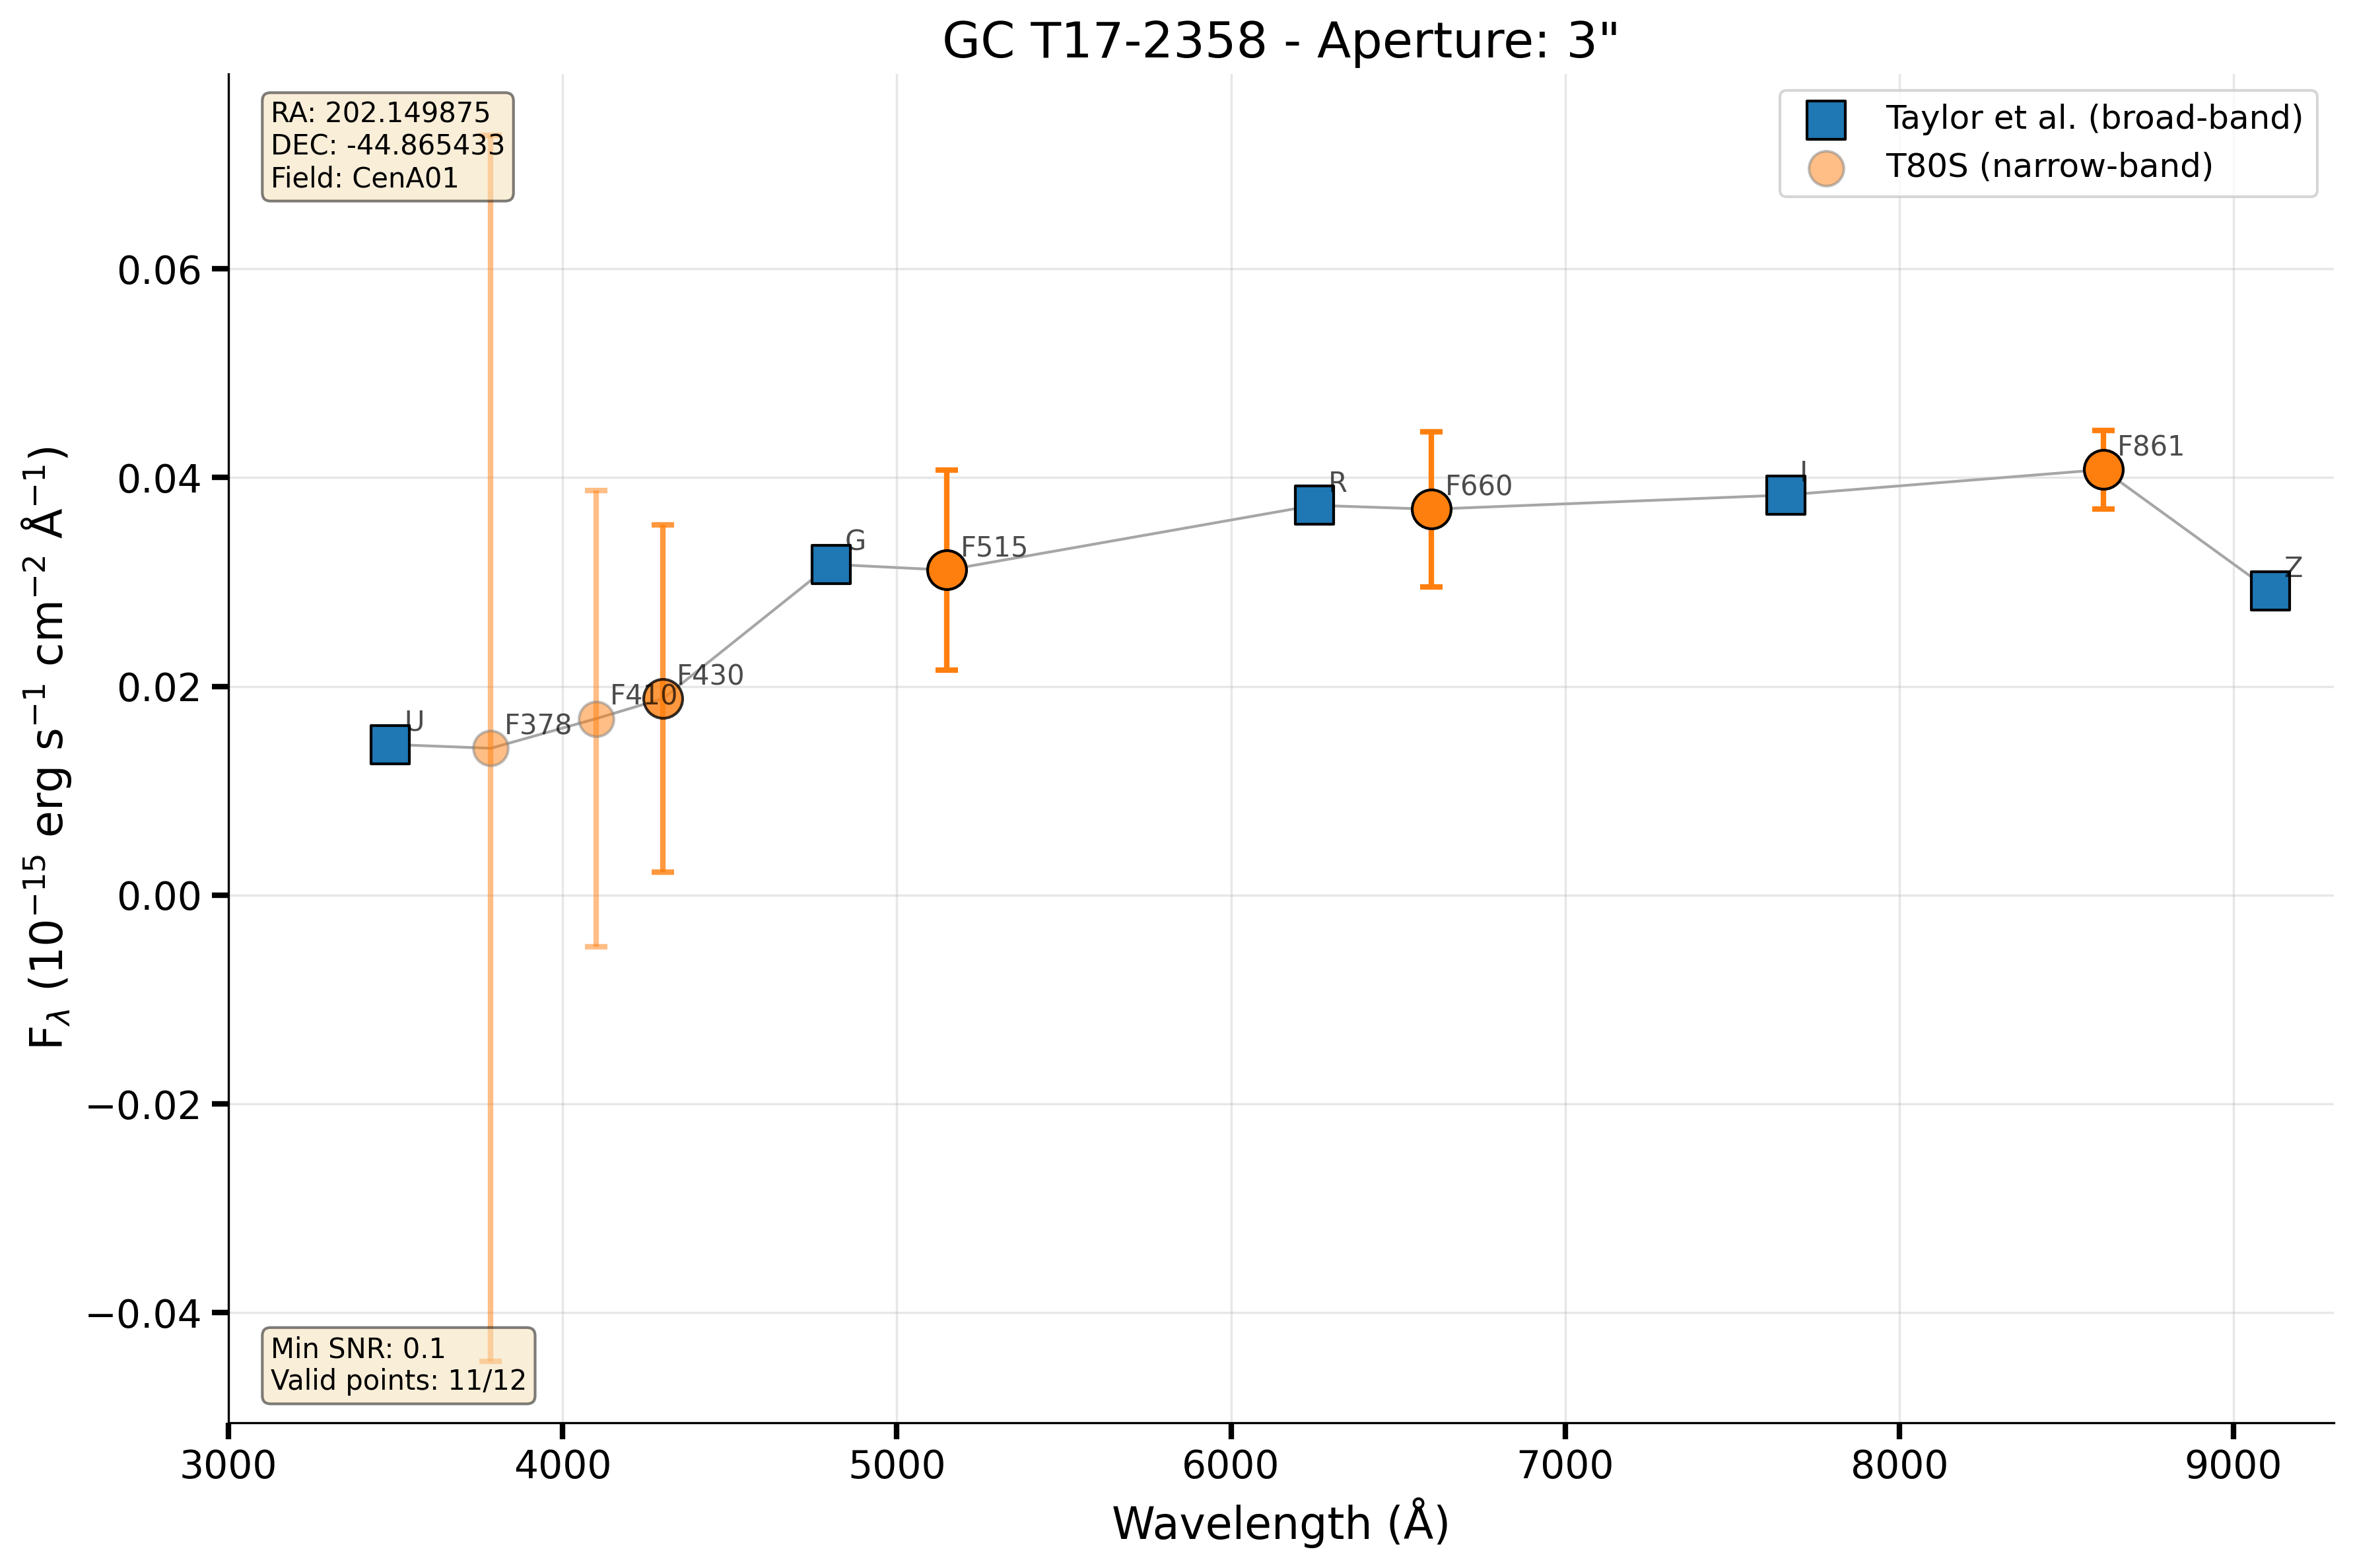 GC T17-2358 - Aperture: 3"
RA: 202.149875
DEC: -44.865433
Field: CenA01
Taylor et al. (broad-band)
T80S (narrow-band)
F$_{\lambda}$ (10$^{-15}$ erg s$^{-1}$ cm$^{-2}$ Å$^{-1}$)
0.06
0.04
0.02
0.00
−0.02
−0.04
U
F378
F410
F430
G
F515
R
F660
I
F861
Z
Min SNR: 0.1
Valid points: 11/12
3000
4000
5000
6000
7000
8000
9000
Wavelength (Å)